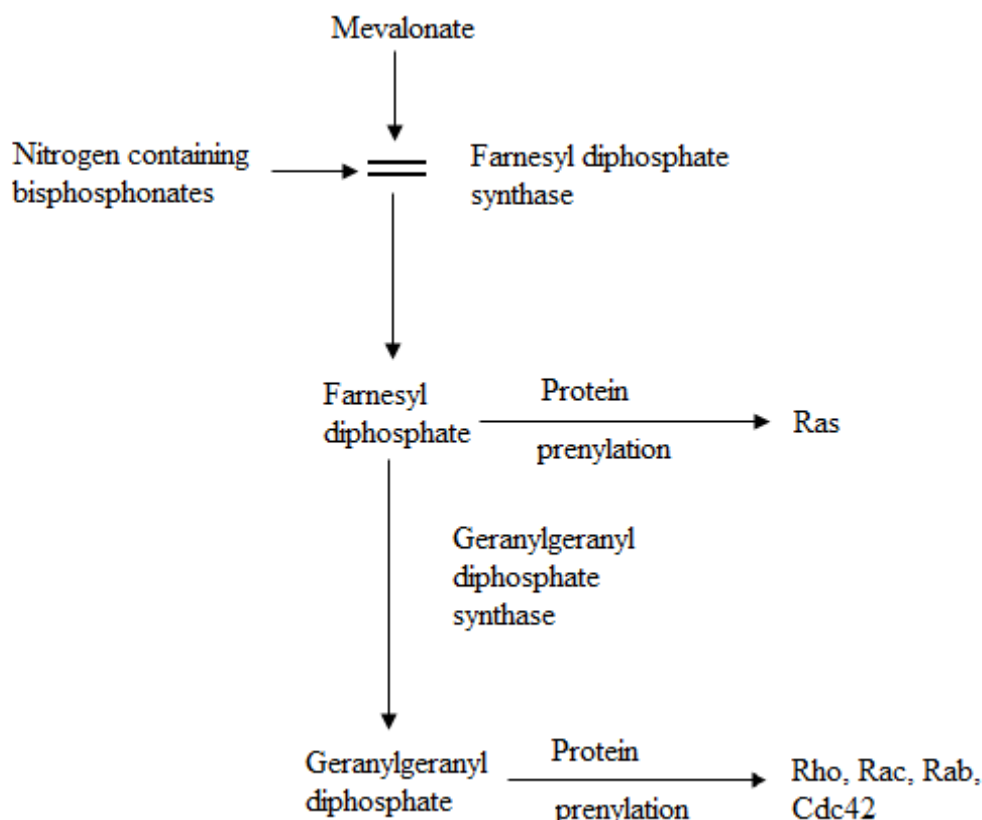 Mevalonate
Nitrogen containing
bisphosphonates
Farnesyl diphosphate
synthase
Farnesyl
diphosphate
Protein
prenylation
Ras
Geranylgeranyl
diphosphate
synthase
Geranylgeranyl
diphosphate
Protein
prenylation
Rho, Rac, Rab,
Cdc42